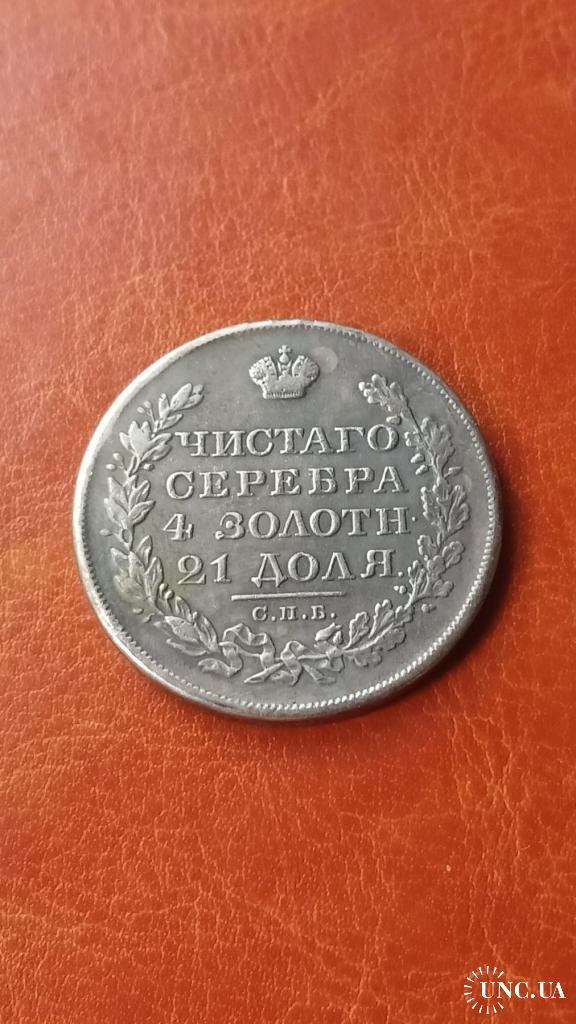 ЧИСТАГО
СЕРЕБРА
4 ЗОЛОТН.
21 ДОЛЯ.
С.П.Б.
UNC.UA